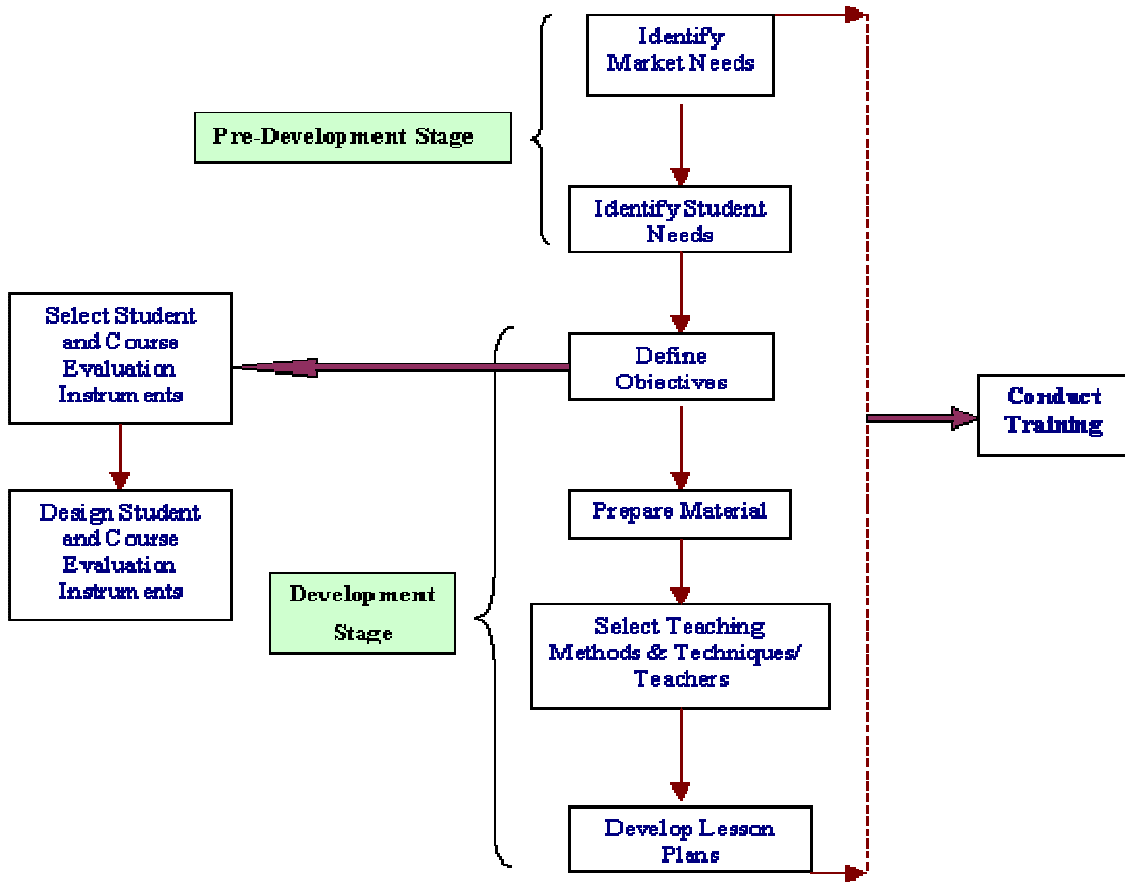 Identify
Market Needs
Pre-Development Stage
Identify Student
Needs
Select Student
and Course
Evaluation
Instruments
Define
Objectives
Conduct
Training
Design Student
and Course
Evaluation
Instruments
Prepare Material
Development
Stage
Select Teaching
Methods & Techniques/
Teachers
Develop Lesson
Plans